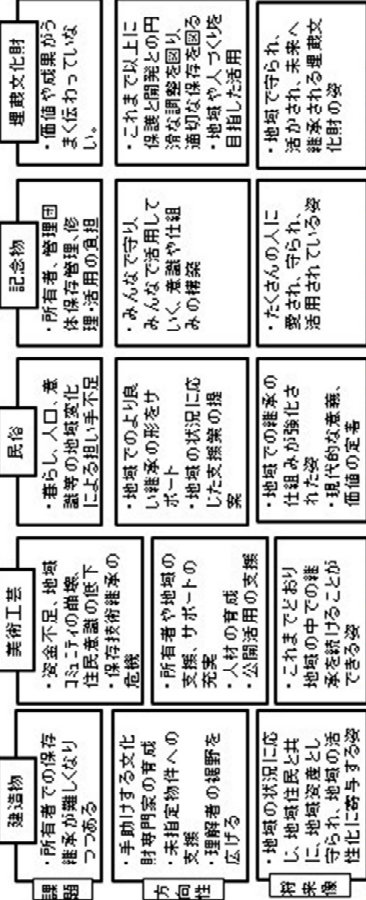 建造物
美術工芸
民俗
記念物
埋蔵文化財
課題
・所有者での保存
継承が難しくなり
つつある
・資金不足、地域
コミュニティの崩壊、
住民意識の低下
・保存技術継承の
危機
・暮らし、人口、意
識等の地域変化
による担い手不足
・所有者、管理団
体保存管理、修
理・活用の負担
・価値や成果がう
まく伝わっていな
い。
方向性
・手助けする文化
財専門家の育成
・未指定物件への
支援
・理解者の裾野を
広げる
・所有者や地域の
支援、サポートの
充実
・人材の育成
・公開活用の支援
・地域でのより良
い継承の形をサ
ポート
・地域の状況に応
じた支援策の提
案
・みんなで守り、
みんなで活用して
いく、意識や仕組
みの構築
・これまで以上に
保護と開発との円
滑な調整を図り、
適切な保存を図る
・地域や人づくりを
目指した活用
将来像
・地域の状況に応
じ、地域住民と共
に、地域資産とし
守られ、地域の活
性化に寄与する姿
・これまでどおり
地域の中での継
承を続けることが
できる姿
・地域での継承の
仕組みが強化さ
れた姿
・現代的な意義、
価値の定着
・たくさんの人に
愛され、守られ、
活用されている姿
・地域で守られ、
活かされ、未来へ
継承される埋蔵文
化財の姿